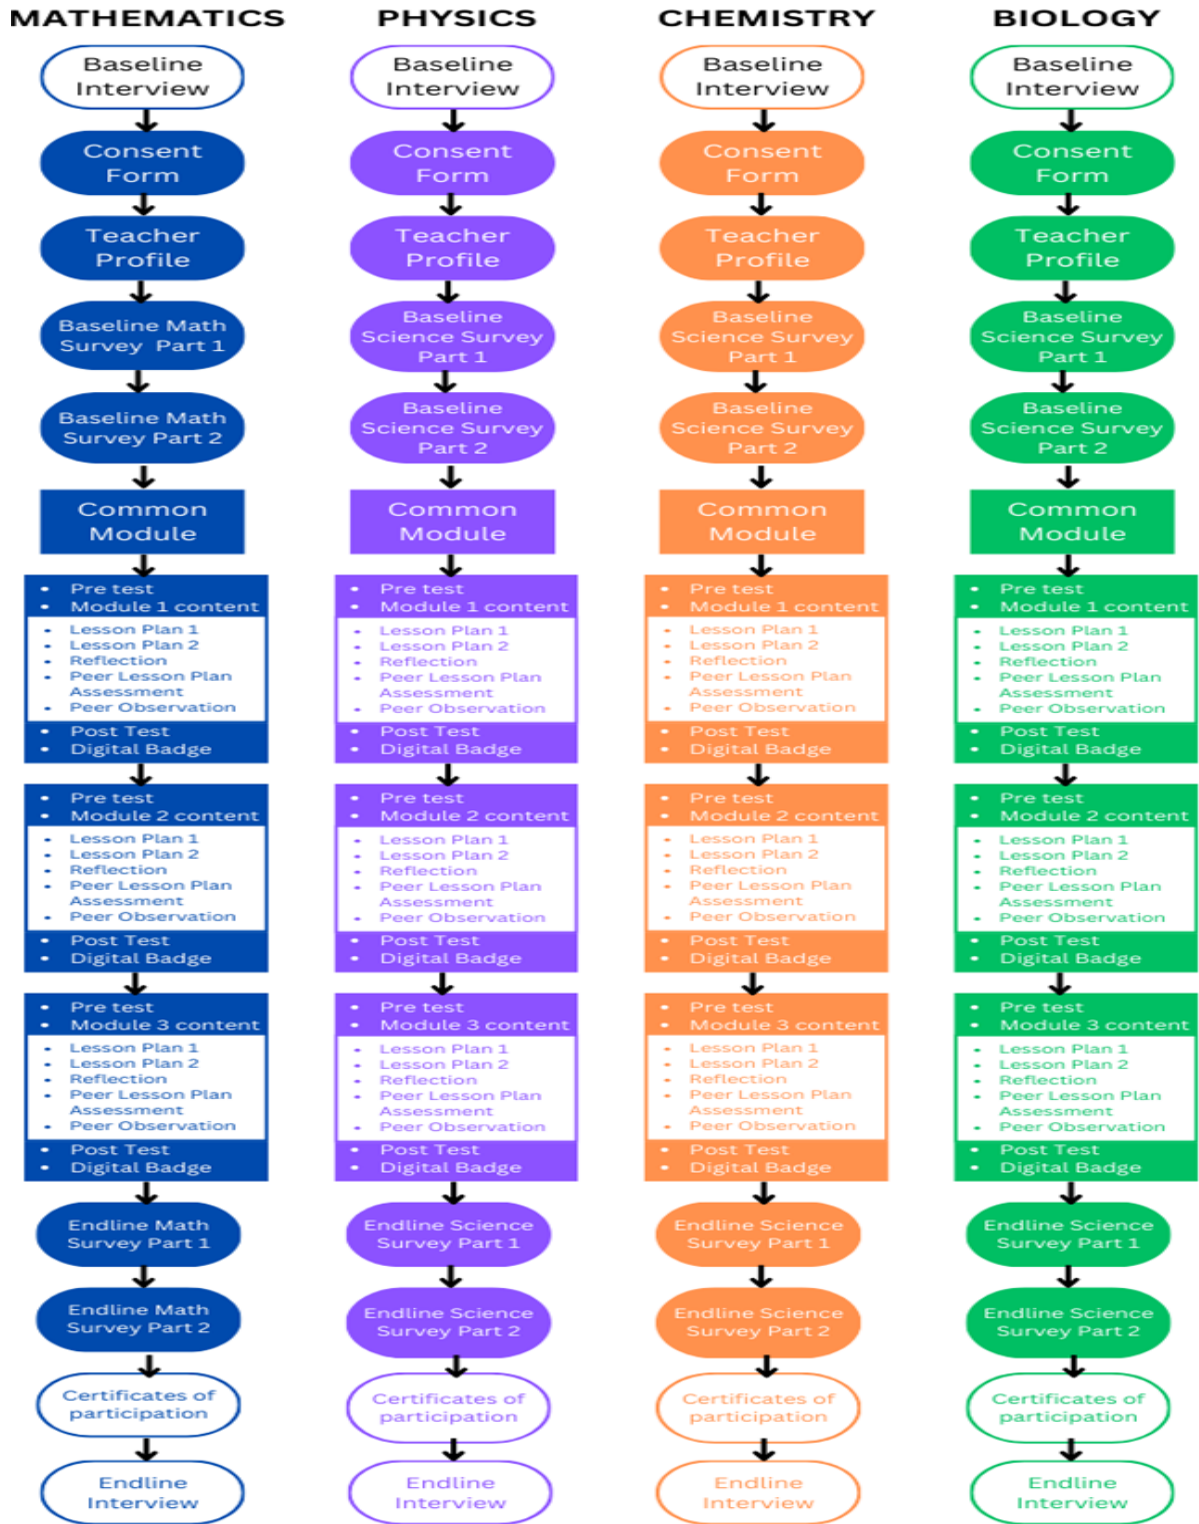 MATHEMATICS
Baseline
Interview
Consent
Form
Teacher
Profile
Baseline Math
Survey Part 1
Baseline Math
Survey Part 2
Common
Module
• Pre test
• Module 1 content
• Lesson Plan 1
• Lesson Plan 2
• Reflection
• Peer Lesson Plan
Assessment
• Peer Observation
• Post Test
• Digital Badge
• Pre test
• Module 2 content
• Lesson Plan 1
• Lesson Plan 2
• Reflection
• Peer Lesson Plan
Assessment
• Peer Observation
• Post Test
• Digital Badge
• Pre test
• Module 3 content
• Lesson Plan 1
• Lesson Plan 2
• Reflection
• Peer Lesson Plan
Assessment
• Peer Observation
• Post Test
• Digital Badge
Endline Math
Survey Part 1
Endline Math
Survey Part 2
Certificates of
participation
Endline
Interview
PHYSICS
Baseline
Interview
Consent
Form
Teacher
Profile
Baseline
Science Survey
Part 1
Baseline
Science Survey
Part 2
Common
Module
• Pre test
• Module 1 content
• Lesson Plan 1
• Lesson Plan 2
• Reflection
• Peer Lesson Plan
Assessment
• Peer Observation
• Post Test
• Digital Badge
• Pre test
• Module 2 content
• Lesson Plan 1
• Lesson Plan 2
• Reflection
• Peer Lesson Plan
Assessment
• Peer Observation
• Post Test
• Digital Badge
• Pre test
• Module 3 content
• Lesson Plan 1
• Lesson Plan 2
• Reflection
• Peer Lesson Plan
Assessment
• Peer Observation
• Post Test
• Digital Badge
Endline Science
Survey Part 1
Endline Science
Survey Part 2
Certificates of
participation
Endline
Interview
CHEMISTRY
Baseline
Interview
Consent
Form
Teacher
Profile
Baseline
Science Survey
Part 1
Baseline
Science Survey
Part 2
Common
Module
• Pre test
• Module 1 content
• Lesson Plan 1
• Lesson Plan 2
• Reflection
• Peer Lesson Plan
Assessment
• Peer Observation
• Post Test
• Digital Badge
• Pre test
• Module 2 content
• Lesson Plan 1
• Lesson Plan 2
• Reflection
• Peer Lesson Plan
Assessment
• Peer Observation
• Post Test
• Digital Badge
• Pre test
• Module 3 content
• Lesson Plan 1
• Lesson Plan 2
• Reflection
• Peer Lesson Plan
Assessment
• Peer Observation
• Post Test
• Digital Badge
Endline Science
Survey Part 1
Endline Science
Survey Part 2
Certificates of
participation
Endline
Interview
BIOLOGY
Baseline
Interview
Consent
Form
Teacher
Profile
Baseline
Science Survey
Part 1
Baseline
Science Survey
Part 2
Common
Module
• Pre test
• Module 1 content
• Lesson Plan 1
• Lesson Plan 2
• Reflection
• Peer Lesson Plan
Assessment
• Peer Observation
• Post Test
• Digital Badge
• Pre test
• Module 2 content
• Lesson Plan 1
• Lesson Plan 2
• Reflection
• Peer Lesson Plan
Assessment
• Peer Observation
• Post Test
• Digital Badge
• Pre test
• Module 3 content
• Lesson Plan 1
• Lesson Plan 2
• Reflection
• Peer Lesson Plan
Assessment
• Peer Observation
• Post Test
• Digital Badge
Endline Science
Survey Part 1
Endline Science
Survey Part 2
Certificates of
participation
Endline
Interview